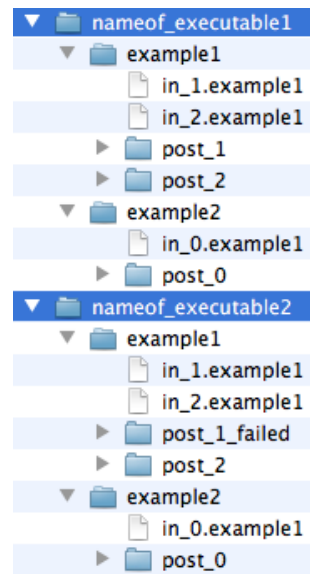 nameof_executable1
example1
in_1.example1
in_2.example1
post_1
post_2
example2
in_0.example1
post_0
nameof_executable2
example1
in_1.example1
in_2.example1
post_1_failed
post_2
example2
in_0.example1
post_0